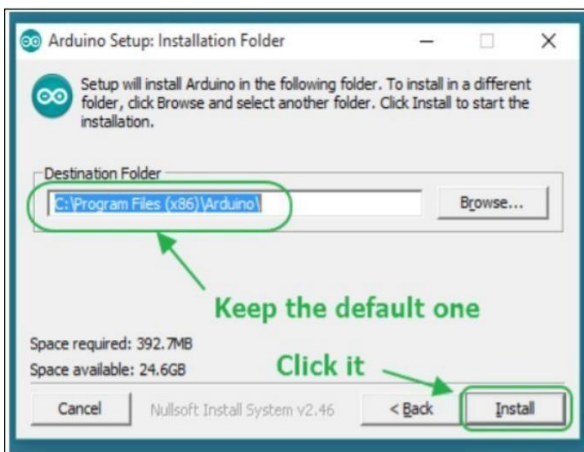 Arduino Setup: Installation Folder
Setup will install Arduino in the following folder. To install in a different
folder, click Browse and select another folder. Click Install to start the
installation.
Destination Folder
C:\Program Files (x86)\Arduino\
Browse...
Keep the default one
Space required: 392.7MB
Space available: 24.6GB
Click it
Cancel
Nullsoft Install System v2.46
< Back
Install